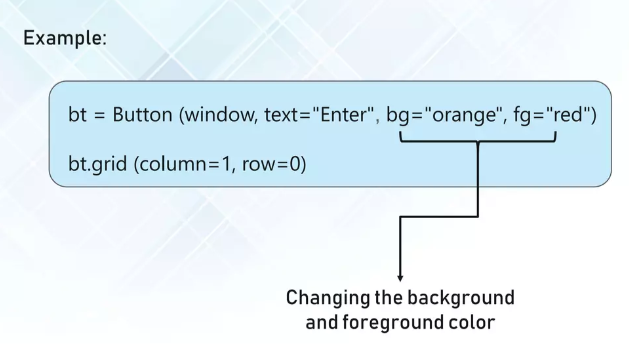 Example:
bt = Button (window, text="Enter", bg="orange", fg="red")
bt.grid (column=1, row=0)
Changing the background
and foreground color